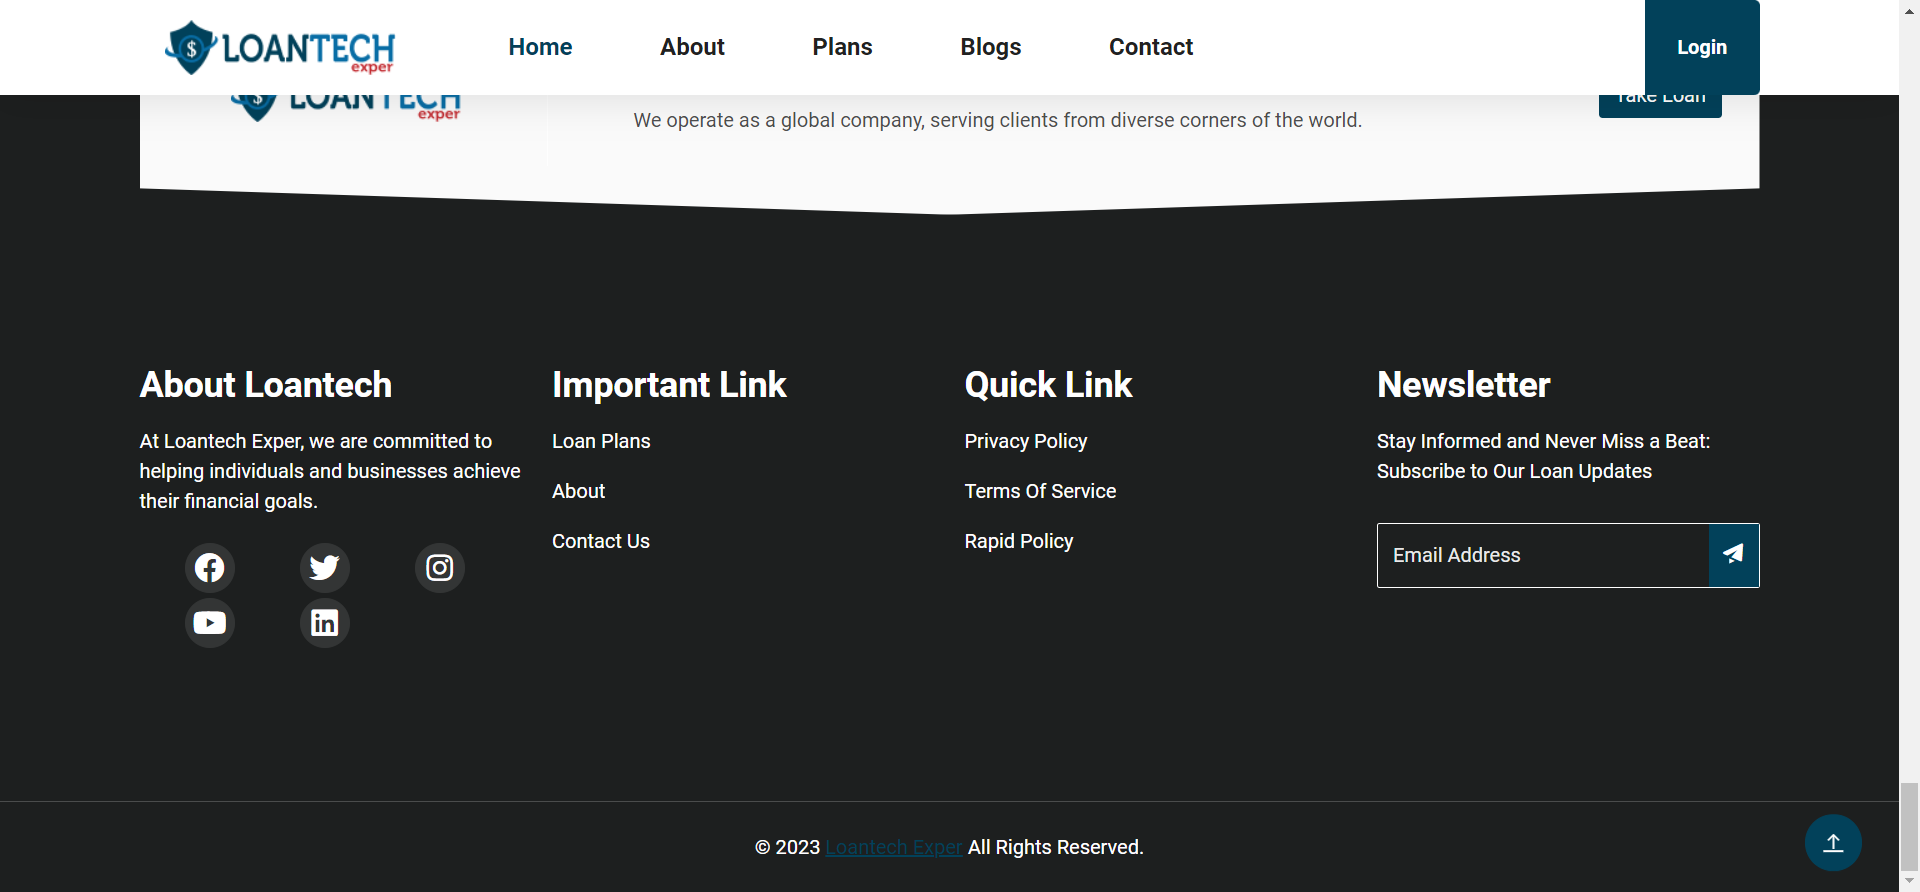 LOANTECH
exper
Home
About
Plans
Blogs
Contact
Login
LOANTECH
exper
We operate as a global company, serving clients from diverse corners of the world.
Take Loan
About Loantech
At Loantech Exper, we are committed to
helping individuals and businesses achieve
their financial goals.
Important Link
Loan Plans
About
Contact Us
Quick Link
Privacy Policy
Terms Of Service
Rapid Policy
Newsletter
Stay Informed and Never Miss a Beat:
Subscribe to Our Loan Updates
Email Address
© 2023 Loantech Exper All Rights Reserved.